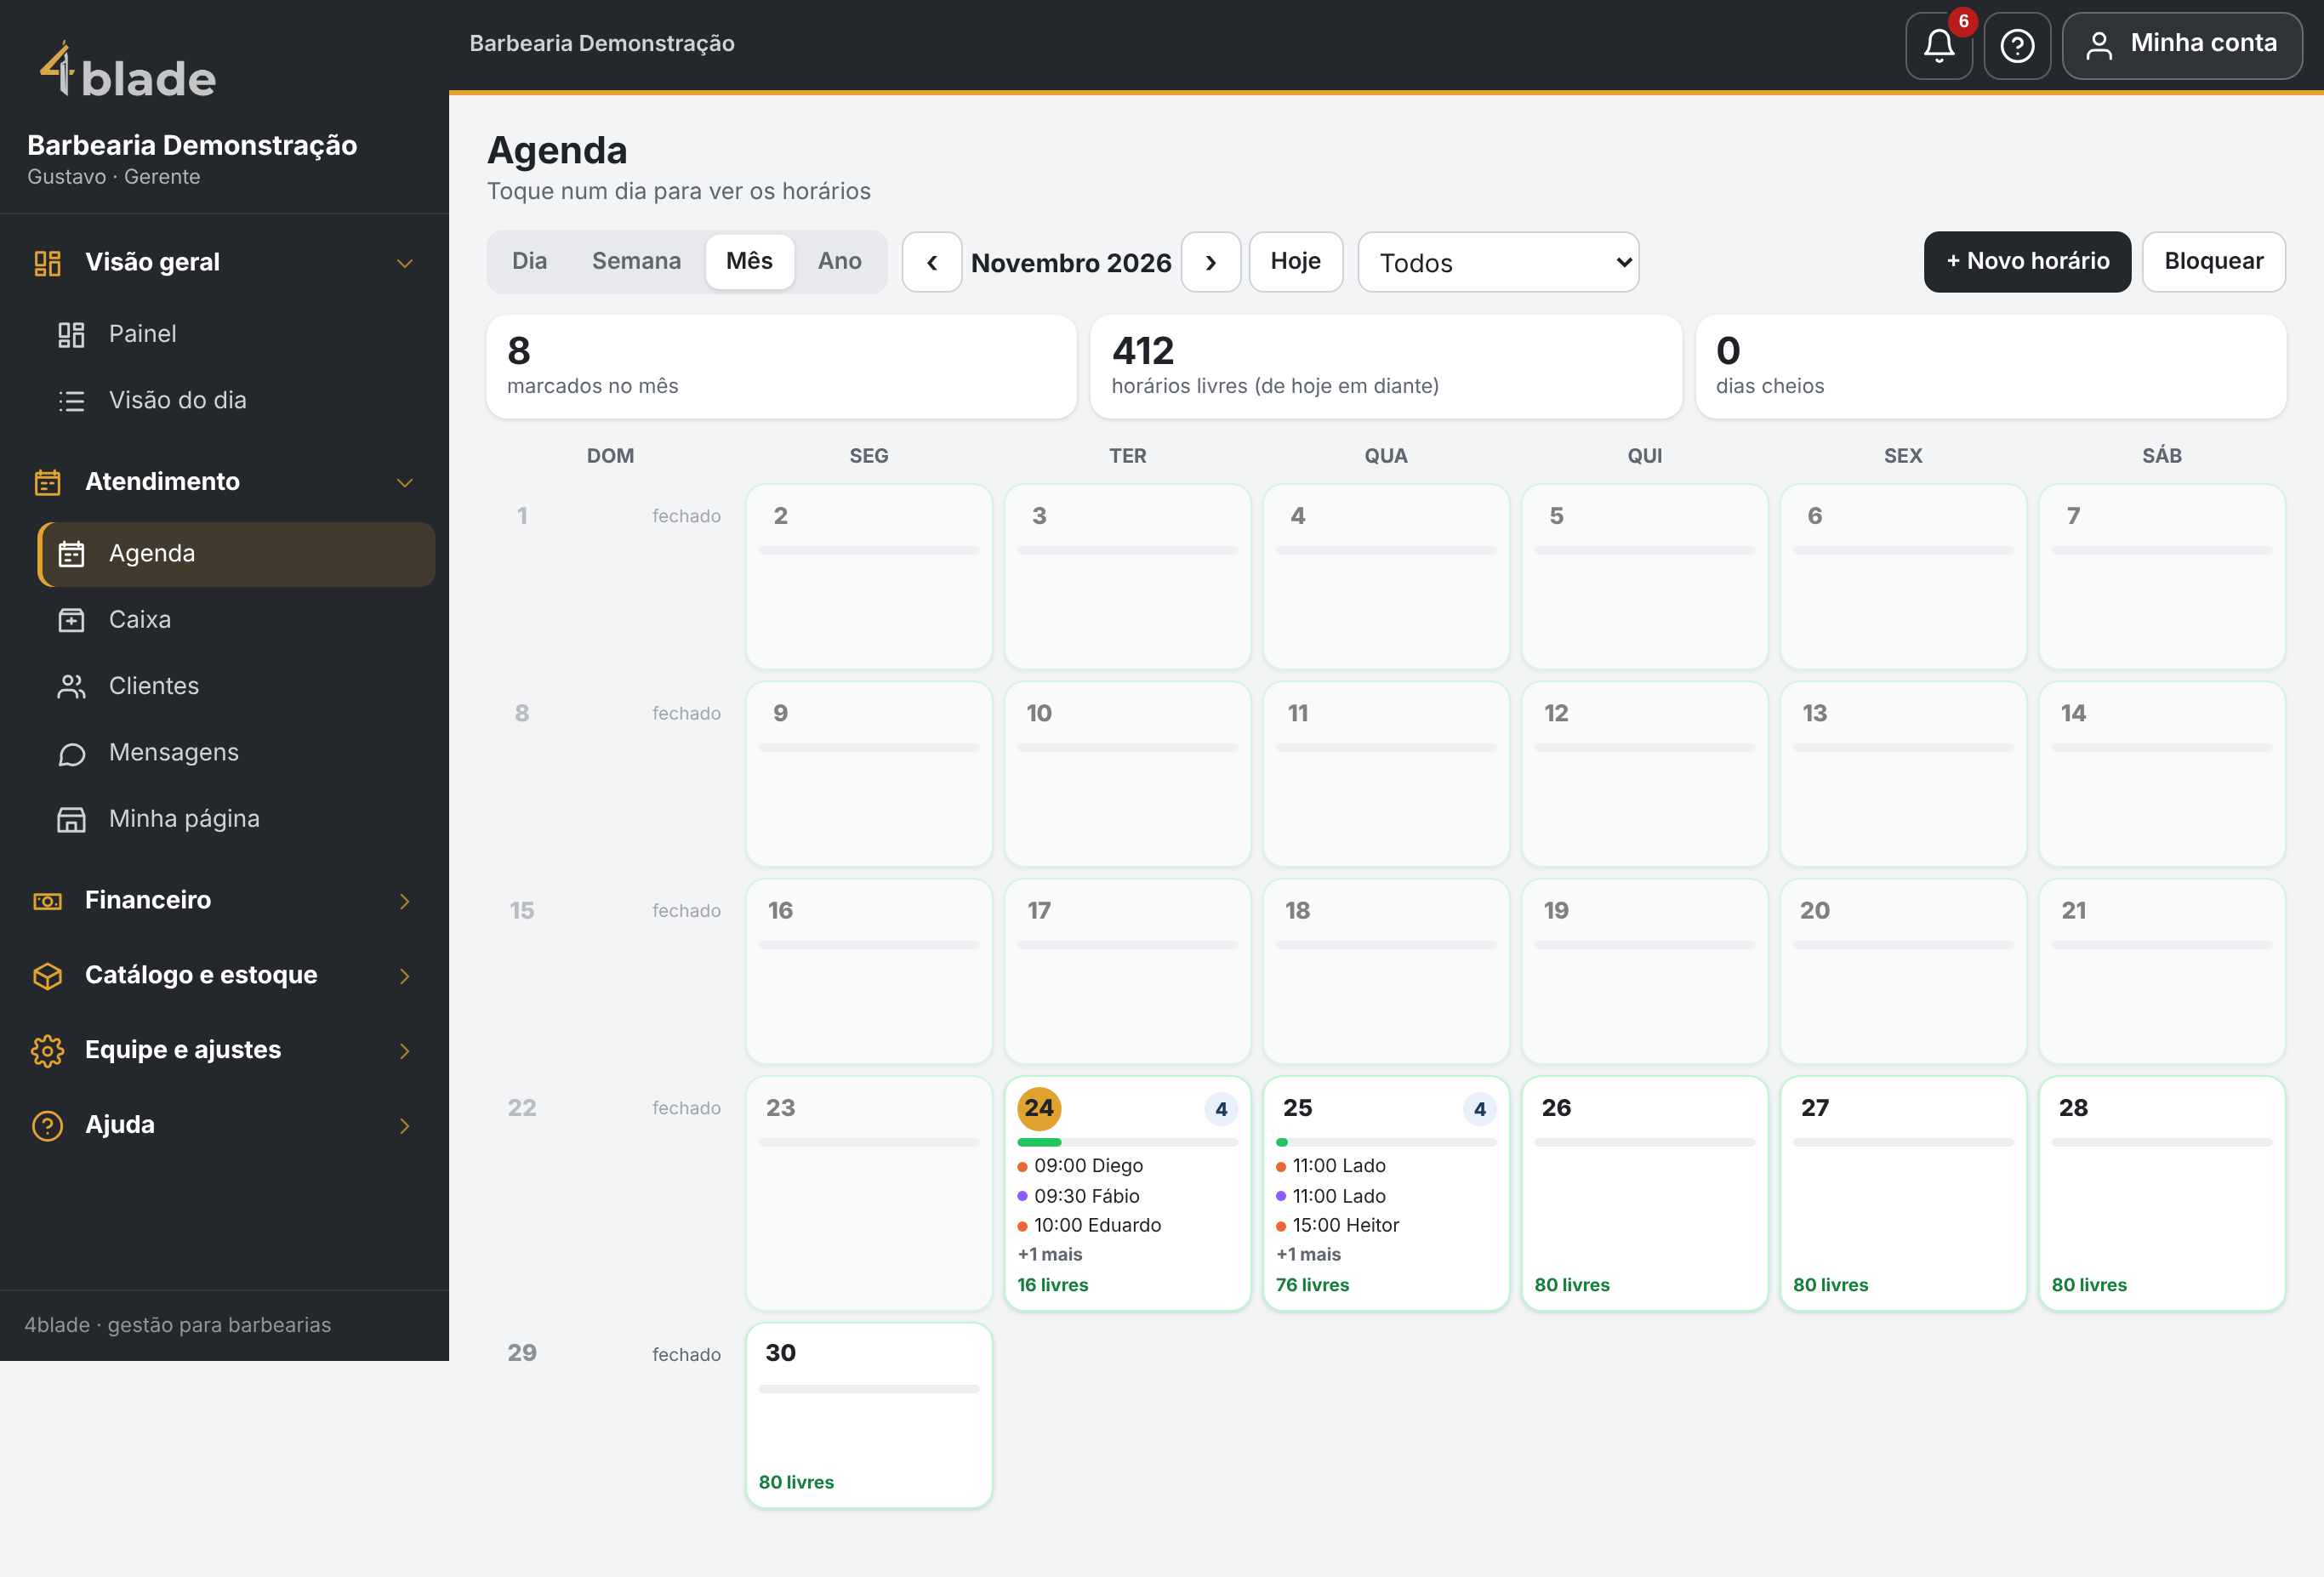 4blade
Barbearia Demonstração
Gustavo · Gerente
Visão geral
Painel
Visão do dia
Atendimento
Agenda
Caixa
Clientes
Mensagens
Minha página
Financeiro
Catálogo e estoque
Equipe e ajustes
Ajuda
4blade · gestão para barbearias
Barbearia Demonstração
6
Minha conta
Agenda
Toque num dia para ver os horários
Dia Semana Mês Ano ‹ Novembro 2026 › Hoje Todos + Novo horário Bloquear
8
marcados no mês
412
horários livres (de hoje em diante)
0
dias cheios
DOM SEG TER QUA QUI SEX SÁB
1 fechado 2 3 4 5 6 7
8 fechado 9 10 11 12 13 14
15 fechado 16 17 18 19 20 21
22 fechado 23
24 4
09:00 Diego
09:30 Fábio
10:00 Eduardo
+1 mais
16 livres
25 4
11:00 Lado
11:00 Lado
15:00 Heitor
+1 mais
76 livres
26
80 livres
27
80 livres
28
80 livres
29 fechado
30
80 livres